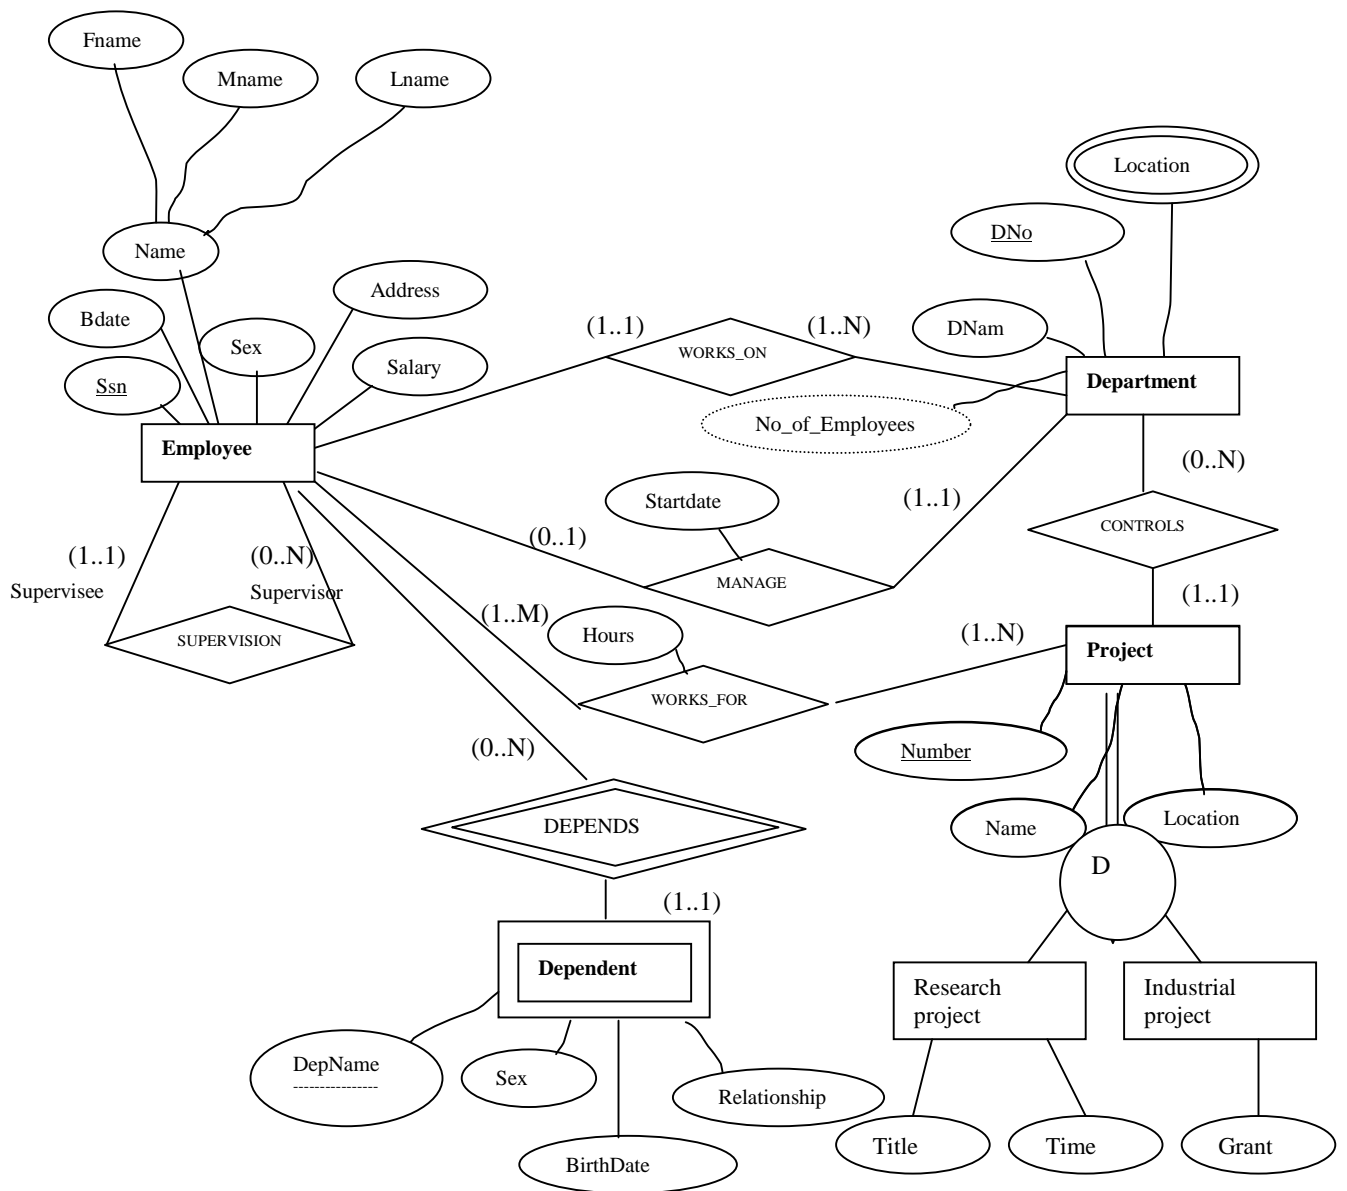 Fname
Mname
Lname
Location
DNo
Name
Address
Bdate
Sex
(1..1)
(1..N)
DNam
WORKS_ON
Salary
Ssn
Department
No_of_Employees
Employee
(0..N)
Startdate
(1..1)
CONTROLS
(0..1)
(1..1)
(0..N)
MANAGE
Supervisee
Supervisor
(1..1)
(1..M)
Hours
(1..N)
SUPERVISION
Project
WORKS_FOR
(0..N)
Number
DEPENDS
Name
Location
D
(1..1)
Dependent
Research
project
Industrial
project
DepName
----------------
Sex
Relationship
Title
Time
Grant
BirthDate